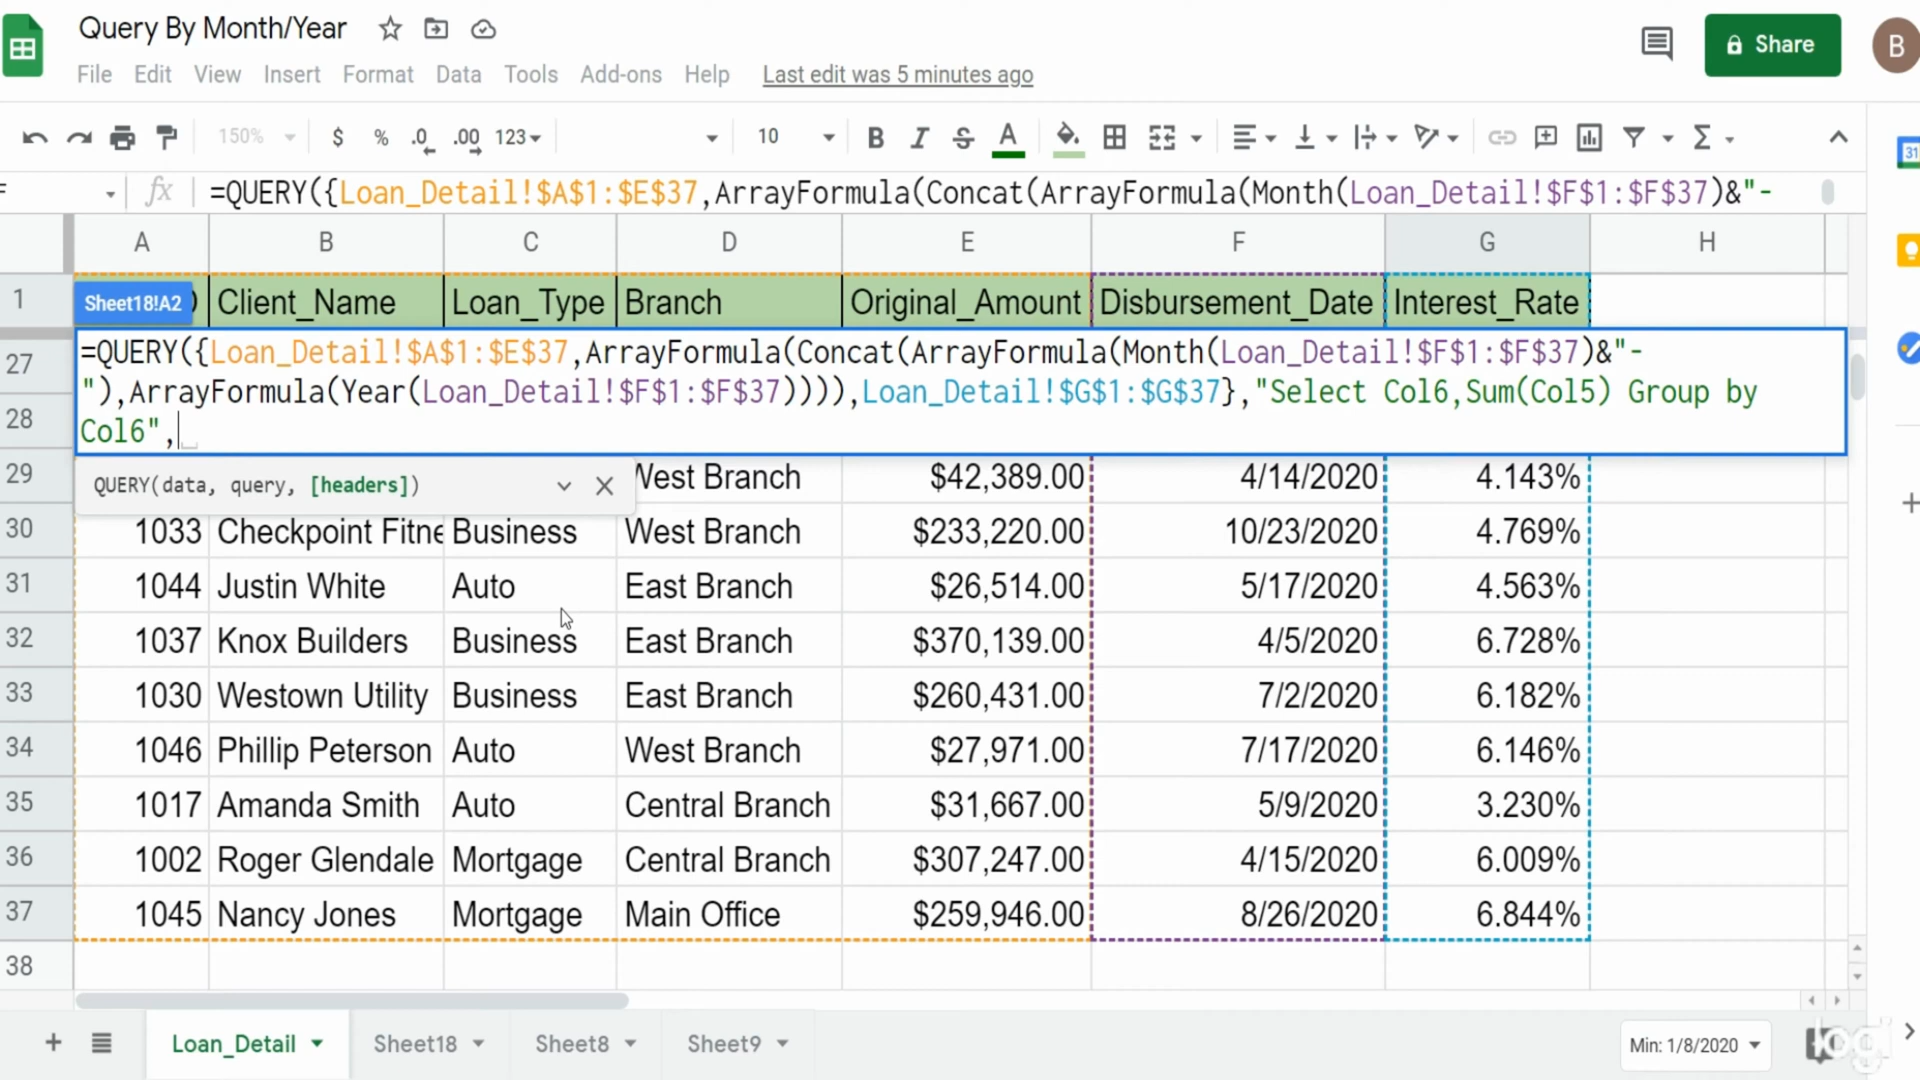 Query By Month/Year
Share
B
File Edit View Insert Format Data Tools Add-ons Help Last edit was 5 minutes ago
150% $ % .0 .00 123 10 B I S A
31
fx =QUERY({Loan_Detail!$A$1:$E$37,ArrayFormula(Concat(ArrayFormula(Month(Loan_Detail!$F$1:$F$37)&"-
A B C D E F G H
1 Sheet18!A2 Client_Name Loan_Type Branch Original_Amount Disbursement_Date Interest_Rate
27 =QUERY({Loan_Detail!$A$1:$E$37,ArrayFormula(Concat(ArrayFormula(Month(Loan_Detail!$F$1:$F$37)&"-
"),ArrayFormula(Year(Loan_Detail!$F$1:$F$37)))),Loan_Detail!$G$1:$G$37},"Select Col6,Sum(Col5) Group by
28 Col6",
29 West Branch $42,389.00 4/14/2020 4.143%
QUERY(data, query, [headers])
30 1033 Checkpoint Fitne Business West Branch $233,220.00 10/23/2020 4.769%
31 1044 Justin White Auto East Branch $26,514.00 5/17/2020 4.563%
32 1037 Knox Builders Business East Branch $370,139.00 4/5/2020 6.728%
33 1030 Westown Utility Business East Branch $260,431.00 7/2/2020 6.182%
34 1046 Phillip Peterson Auto West Branch $27,971.00 7/17/2020 6.146%
35 1017 Amanda Smith Auto Central Branch $31,667.00 5/9/2020 3.230%
36 1002 Roger Glendale Mortgage Central Branch $307,247.00 4/15/2020 6.009%
37 1045 Nancy Jones Mortgage Main Office $259,946.00 8/26/2020 6.844%
38
Loan_Detail Sheet18 Sheet8 Sheet9 Min: 1/8/2020